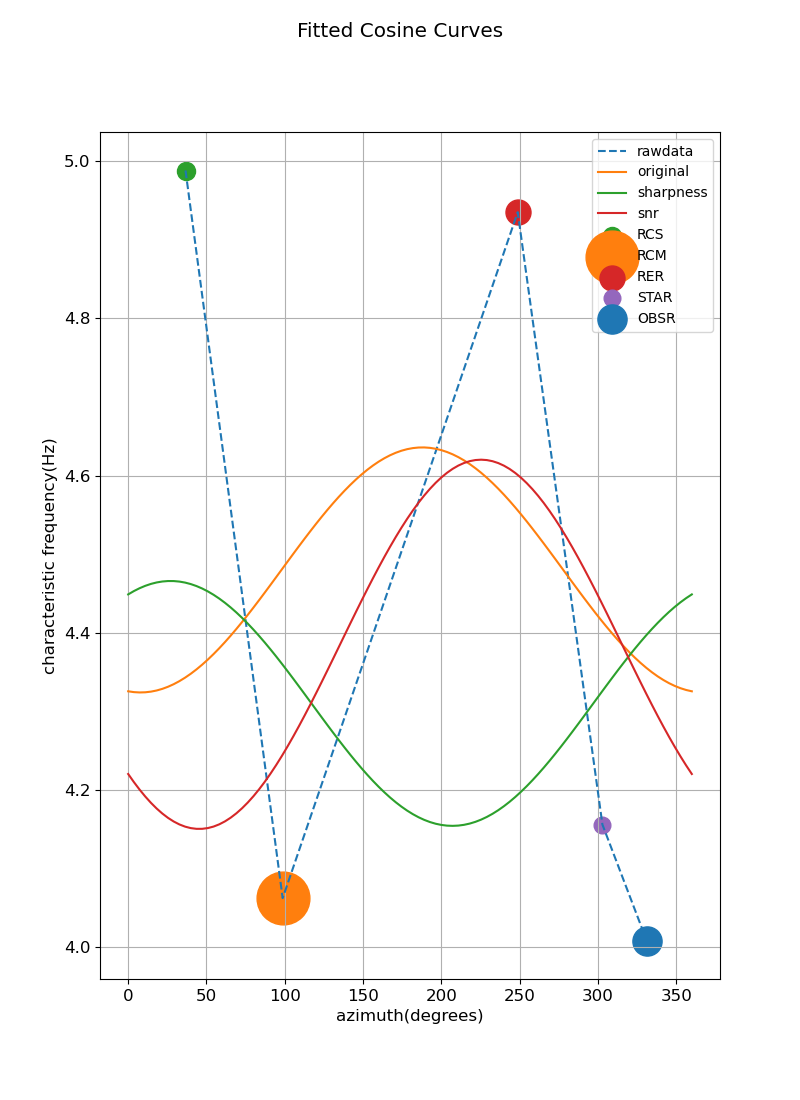 Fitted Cosine Curves
rawdata
original
sharpness
snr
RCS
RCM
RER
STAR
OBSR
5.0
4.8
4.6
4.4
4.2
4.0
characteristic frequency(Hz)
0 50 100 150 200 250 300 350
azimuth(degrees)